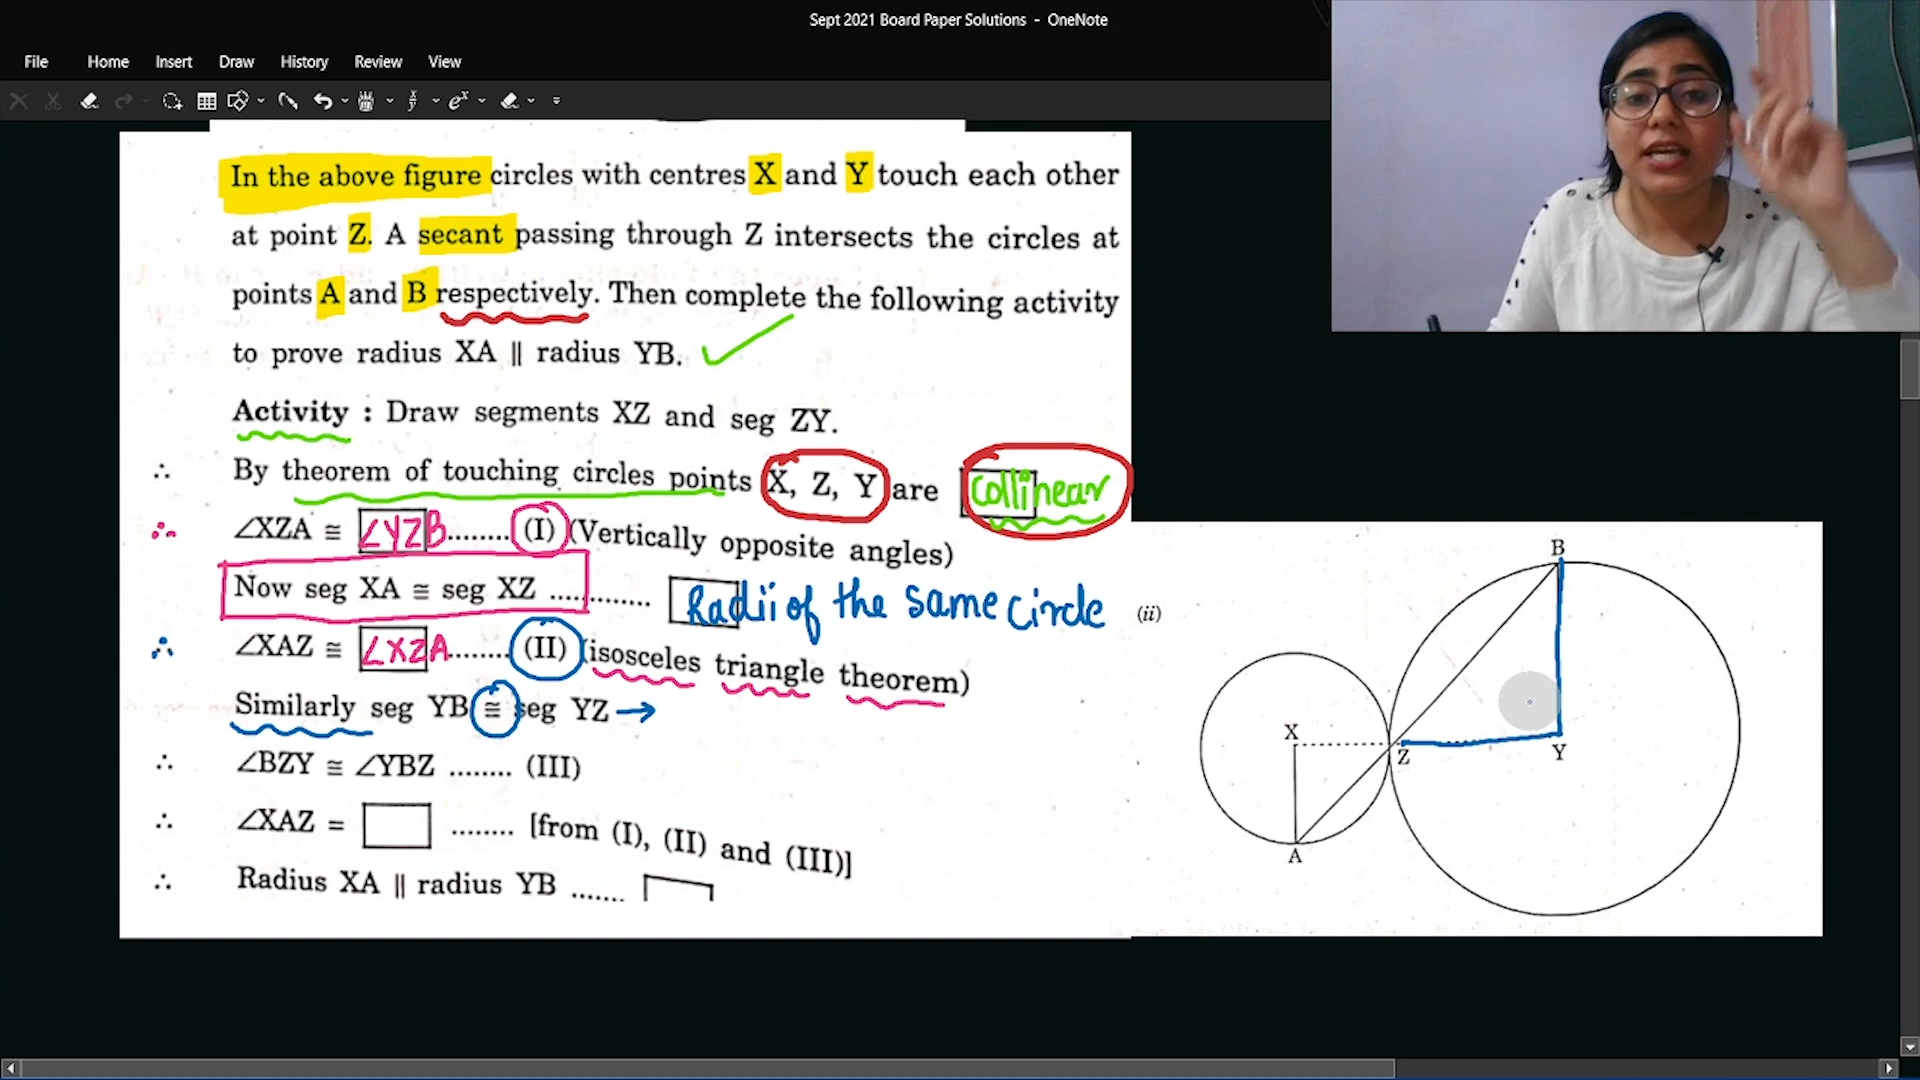 Sept 2021 Board Paper Solutions - OneNote
File Home Insert Draw History Review View
In the above figure circles with centres X and Y touch each other
at point Z. A secant passing through Z intersects the circles at
points A and B respectively. Then complete the following activity
to prove radius XA || radius YB.
Activity : Draw segments XZ and seg ZY.
∴ By theorem of touching circles points X, Z, Y are collinear
∴ ∠XZA ≅ ∠YZB ........ (I) (Vertically opposite angles)
Now seg XA ≅ seg XZ ............. Radii of the same circle
∴ ∠XAZ ≅ ∠XZA ........ (II) (isosceles triangle theorem)
Similarly seg YB ≅ seg YZ →
∴ ∠BZY ≅ ∠YBZ ........ (III)
∴ ∠XAZ = ........ [from (I), (II) and (III)]
∴ Radius XA || radius YB .......
(ii)
B
X
Z
Y
A